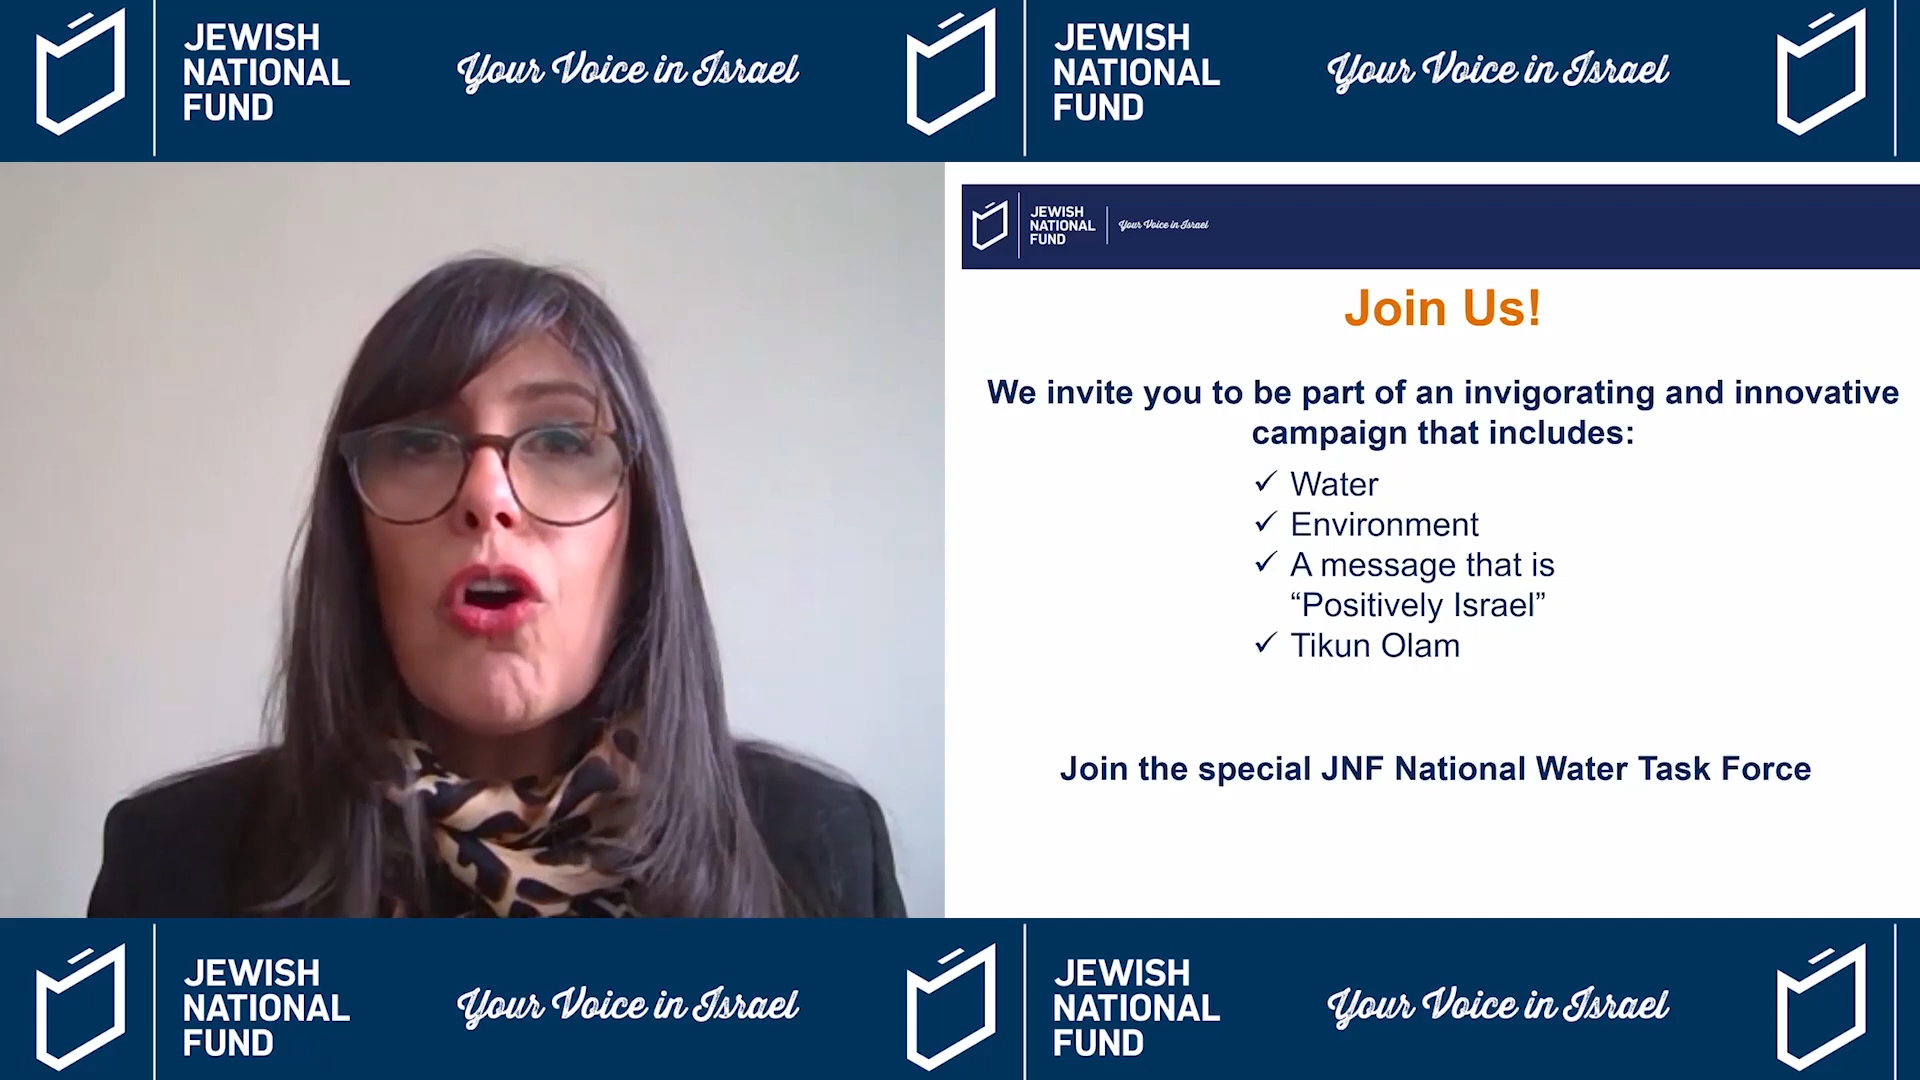 JEWISH
NATIONAL
FUND
Your Voice in Israel
JEWISH
NATIONAL
FUND
Your Voice in Israel
JEWISH
NATIONAL
FUND
Your Voice in Israel
Join Us!
We invite you to be part of an invigorating and innovative
campaign that includes:
✓ Water
✓ Environment
✓ A message that is
“Positively Israel”
✓ Tikun Olam
Join the special JNF National Water Task Force
JEWISH
NATIONAL
FUND
Your Voice in Israel
JEWISH
NATIONAL
FUND
Your Voice in Israel